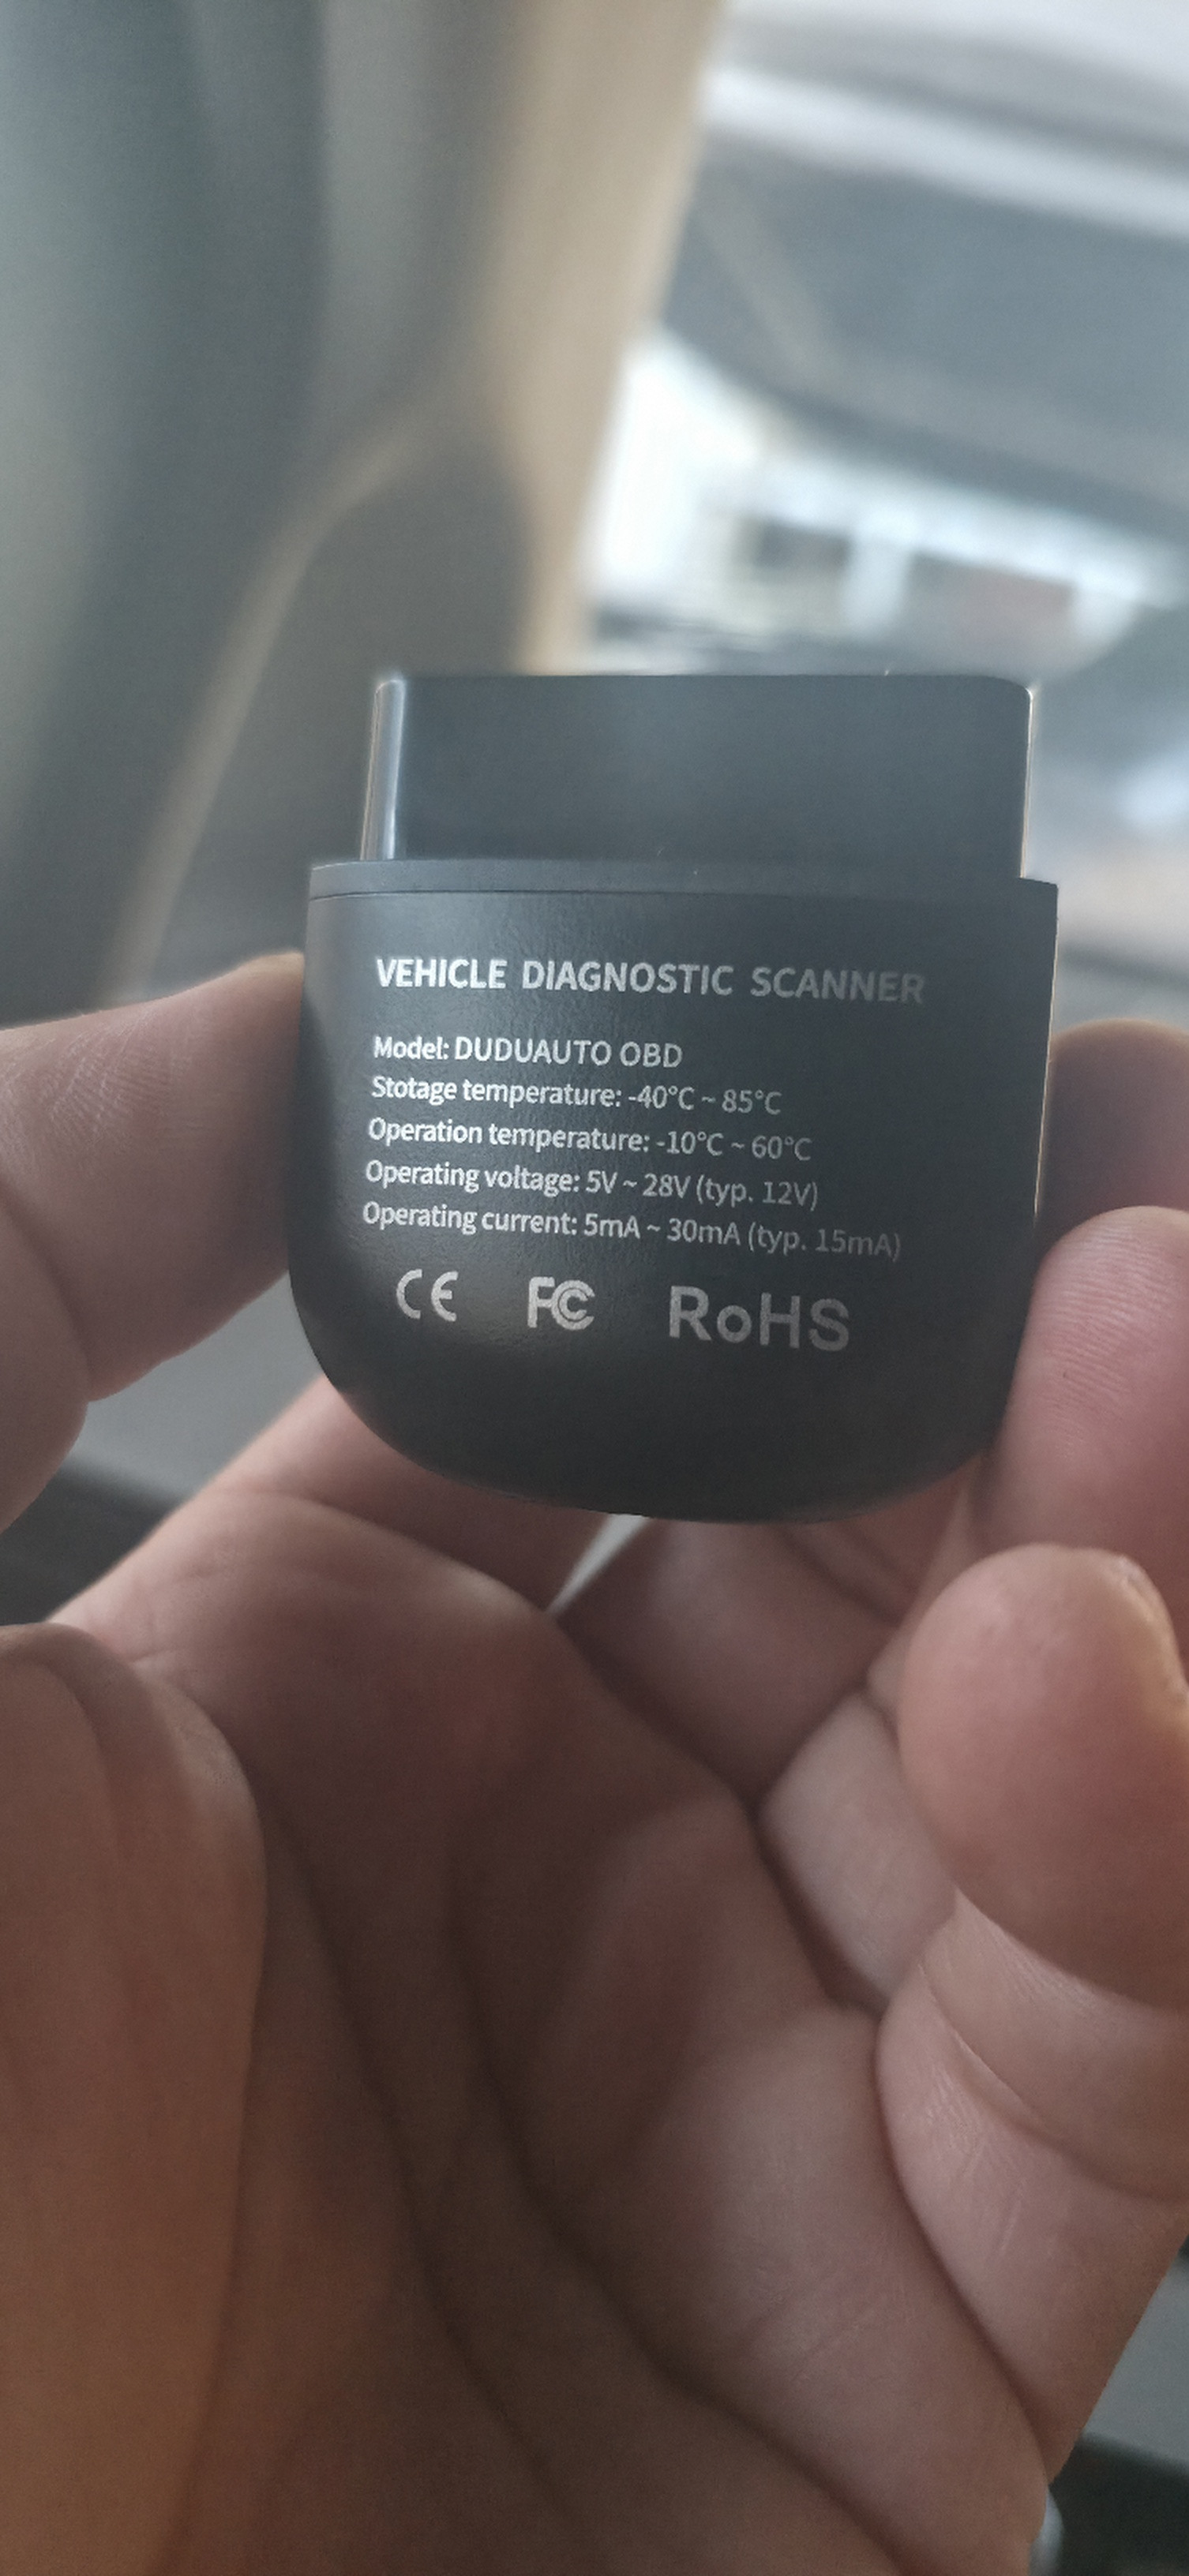 VEHICLE DIAGNOSTIC SCANNER
Model: DUDUAUTO OBD
Stotage temperature: -40°C ~ 85°C
Operation temperature: -10°C ~ 60°C
Operating voltage: 5V ~ 28V (typ. 12V)
Operating current: 5mA ~ 30mA (typ. 15mA)
CE FC RoHS